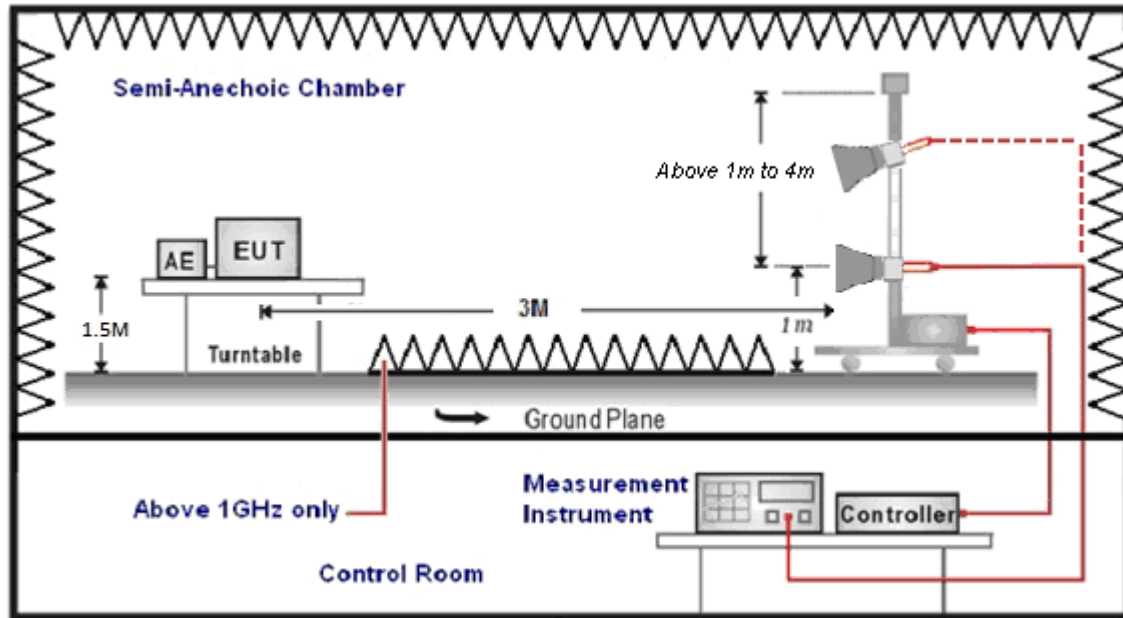 Semi-Anechoic Chamber
Above 1m to 4m
AE
EUT
3M
1m
1.5M
Turntable
Ground Plane
Above 1GHz only
Measurement
Instrument
Controller
Control Room